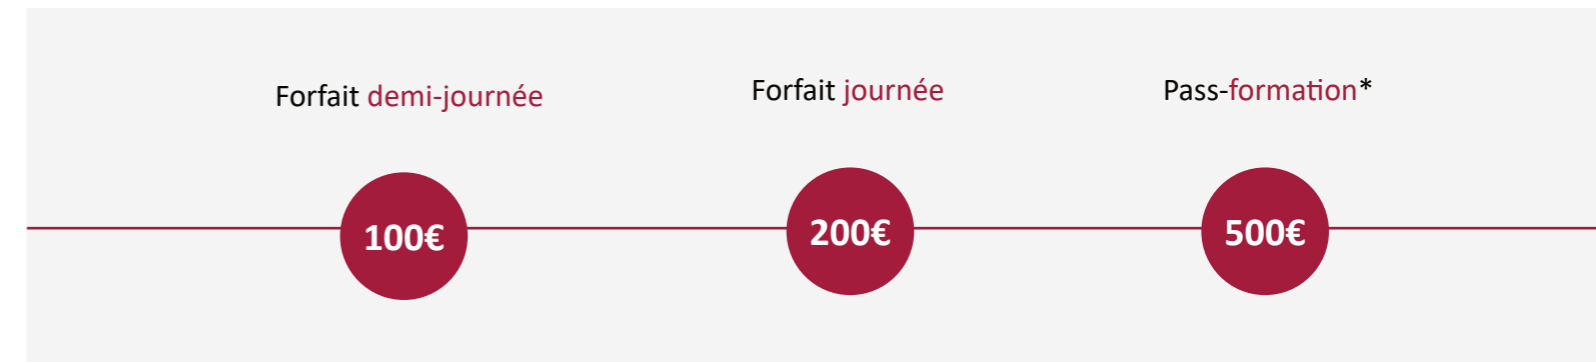 Forfait demi-journée
Forfait journée
Pass-formation*
100€
200€
500€